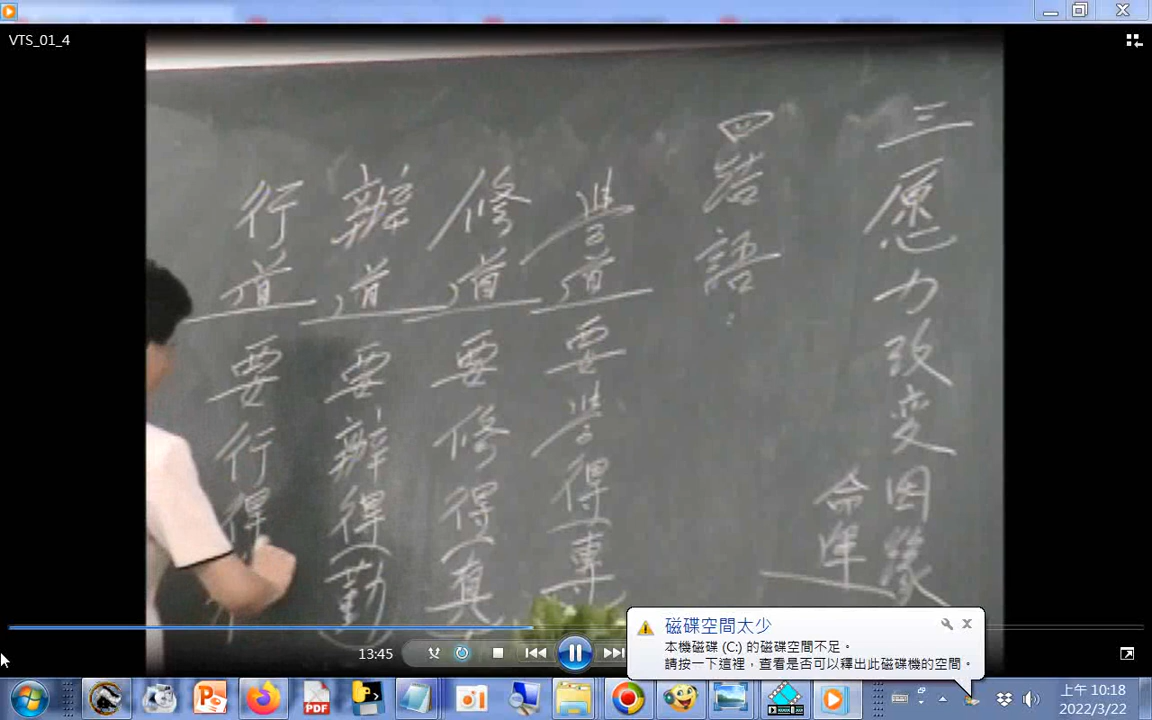 VTS_01_4
三愿力改變因緣
命運
四結語:
學道要學得專
修道要修得真
辦道要辦得勤
行道要行得
13:45
磁碟空間太少
本機磁碟 (C:) 的磁碟空間不足。
請按一下這裡，查看是否可以釋出此磁碟機的空間。
PDF
上午 10:18
2022/3/22